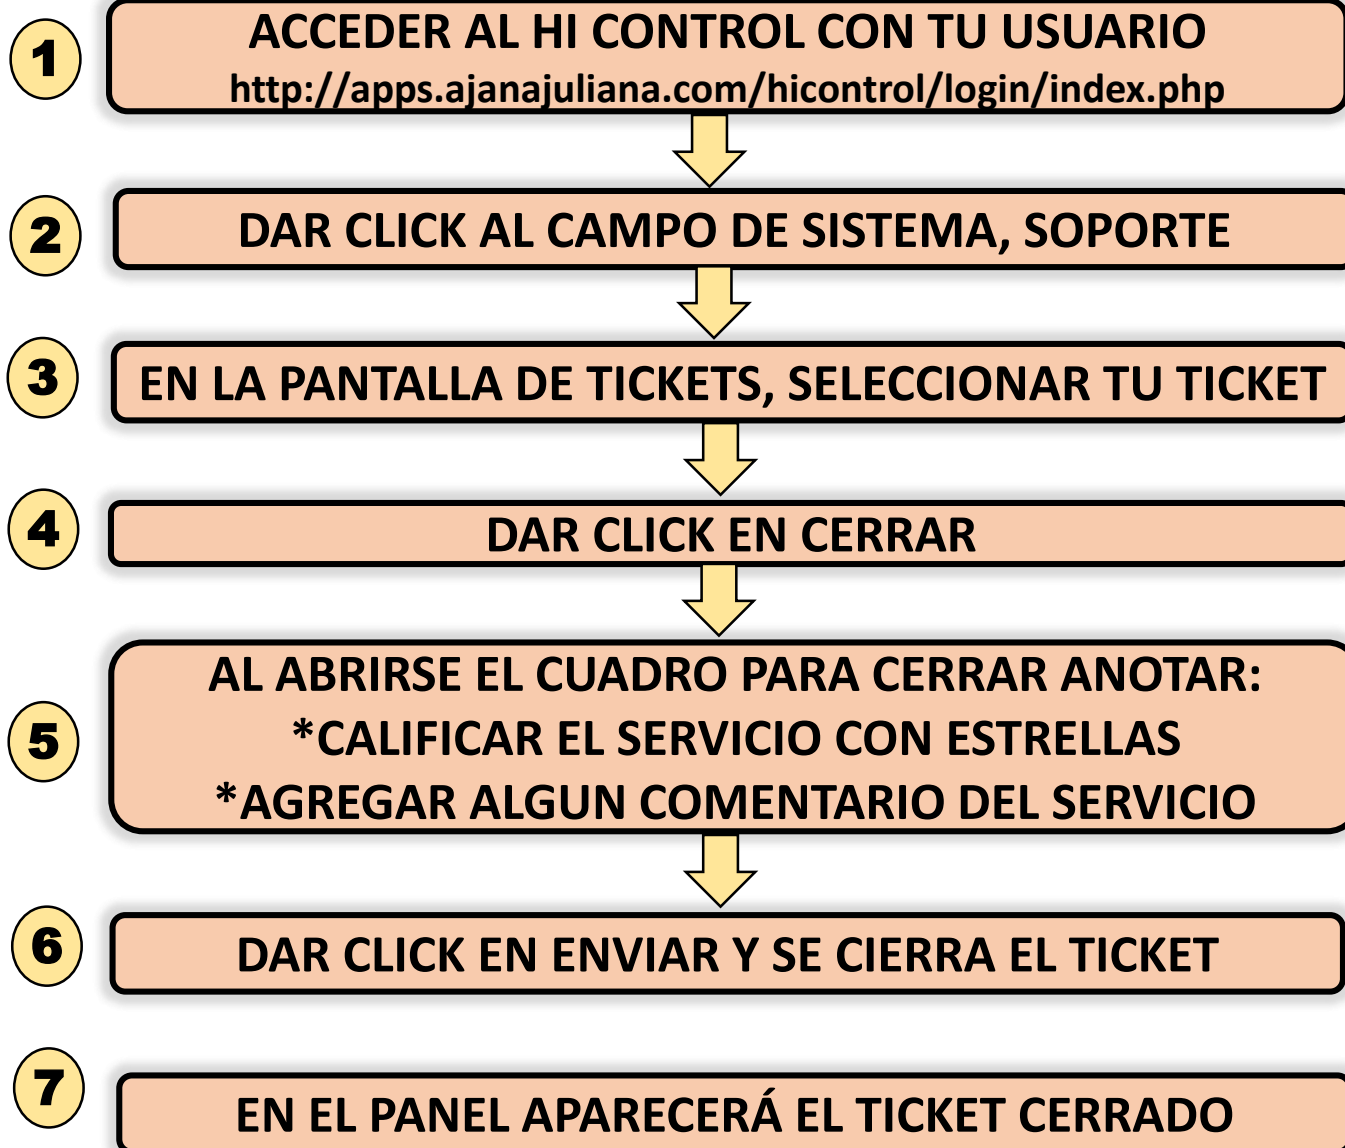 1
ACCEDER AL HI CONTROL CON TU USUARIO
http://apps.ajanajuliana.com/hicontrol/login/index.php
2
DAR CLICK AL CAMPO DE SISTEMA, SOPORTE
3
EN LA PANTALLA DE TICKETS, SELECCIONAR TU TICKET
4
DAR CLICK EN CERRAR
5
AL ABRIRSE EL CUADRO PARA CERRAR ANOTAR:
*CALIFICAR EL SERVICIO CON ESTRELLAS
*AGREGAR ALGUN COMENTARIO DEL SERVICIO
6
DAR CLICK EN ENVIAR Y SE CIERRA EL TICKET
7
EN EL PANEL APARECERÁ EL TICKET CERRADO